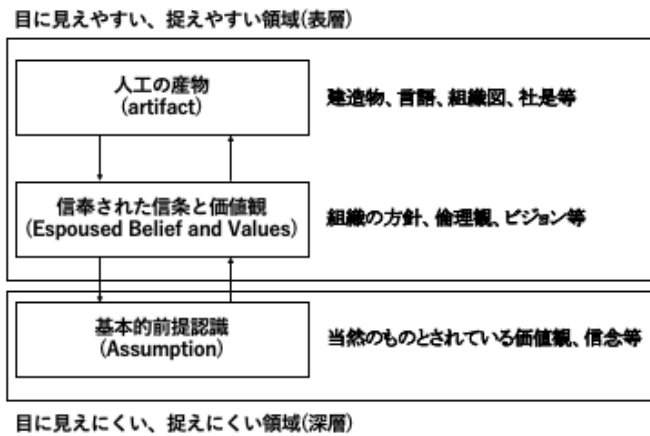 目に見えやすい、捉えやすい領域(表層)
人工の産物
(artifact)
建造物、言語、組織図、社是等
信奉された信条と価値観
(Espoused Belief and Values)
組織の方針、倫理観、ビジョン等
基本的前提認識
(Assumption)
当然のものとされている価値観、信念等
目に見えにくい、捉えにくい領域(深層)